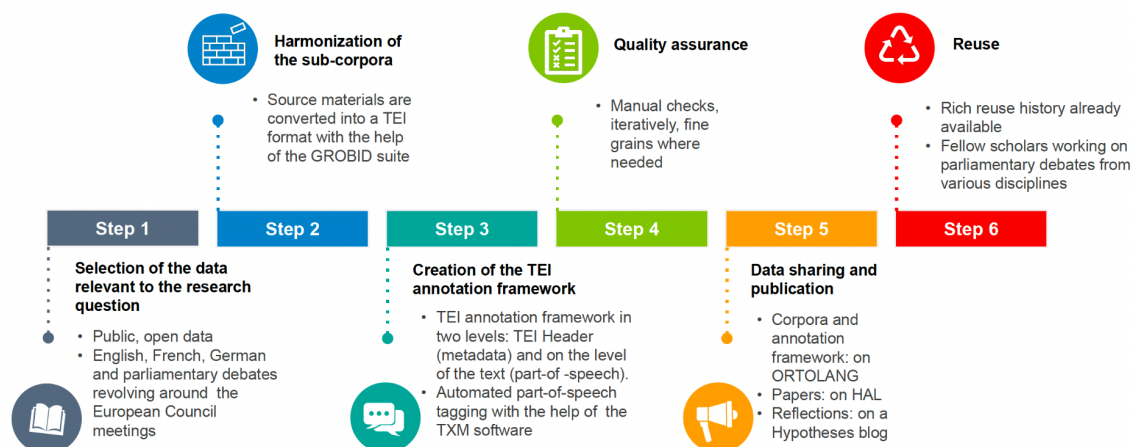 Harmonization of
the sub-corpora
• Source materials are
converted into a TEI
format with the help
of the GROBID suite
Quality assurance
• Manual checks,
iteratively, fine
grains where
needed
Reuse
• Rich reuse history already
available
• Fellow scholars working on
parliamentary debates from
various disciplines
Step 1
Step 2
Step 3
Step 4
Step 5
Step 6
Selection of the data
relevant to the research
question
• Public, open data
• English, French, German
and parliamentary debates
revolving around the
European Council
meetings
Creation of the TEI
annotation framework
• TEI annotation framework in
two levels: TEI Header
(metadata) and on the level
of the text (part-of -speech).
• Automated part-of-speech
tagging with the help of the
TXM software
Data sharing and
publication
• Corpora and
annotation
framework: on
ORTOLANG
• Papers: on HAL
• Reflections: on a
Hypotheses blog